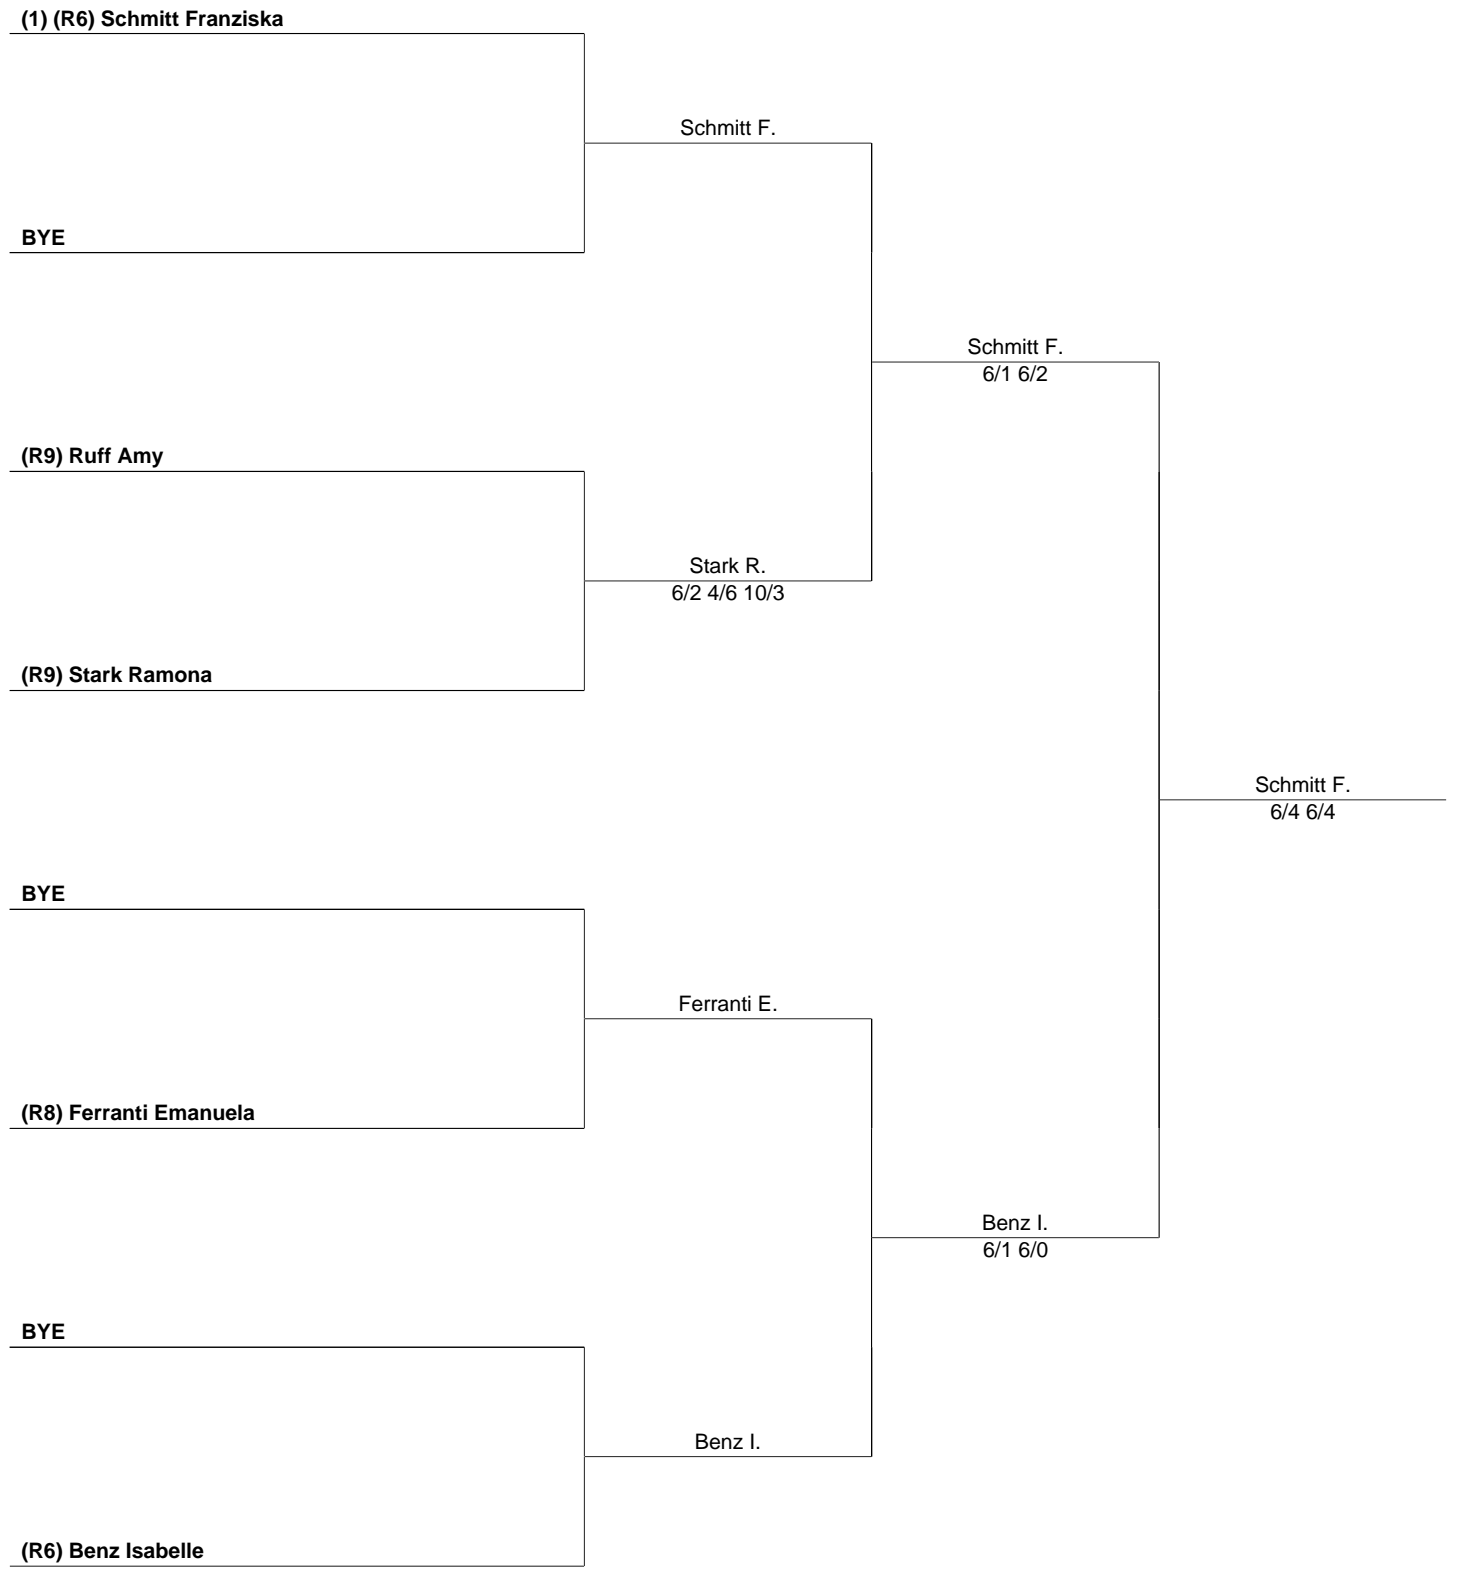 (1) (R6) Schmitt Franziska
Schmitt F.
BYE
Schmitt F.
6/1 6/2
(R9) Ruff Amy
Stark R.
6/2 4/6 10/3
(R9) Stark Ramona
Schmitt F.
6/4 6/4
BYE
Ferranti E.
(R8) Ferranti Emanuela
Benz I.
6/1 6/0
BYE
Benz I.
(R6) Benz Isabelle